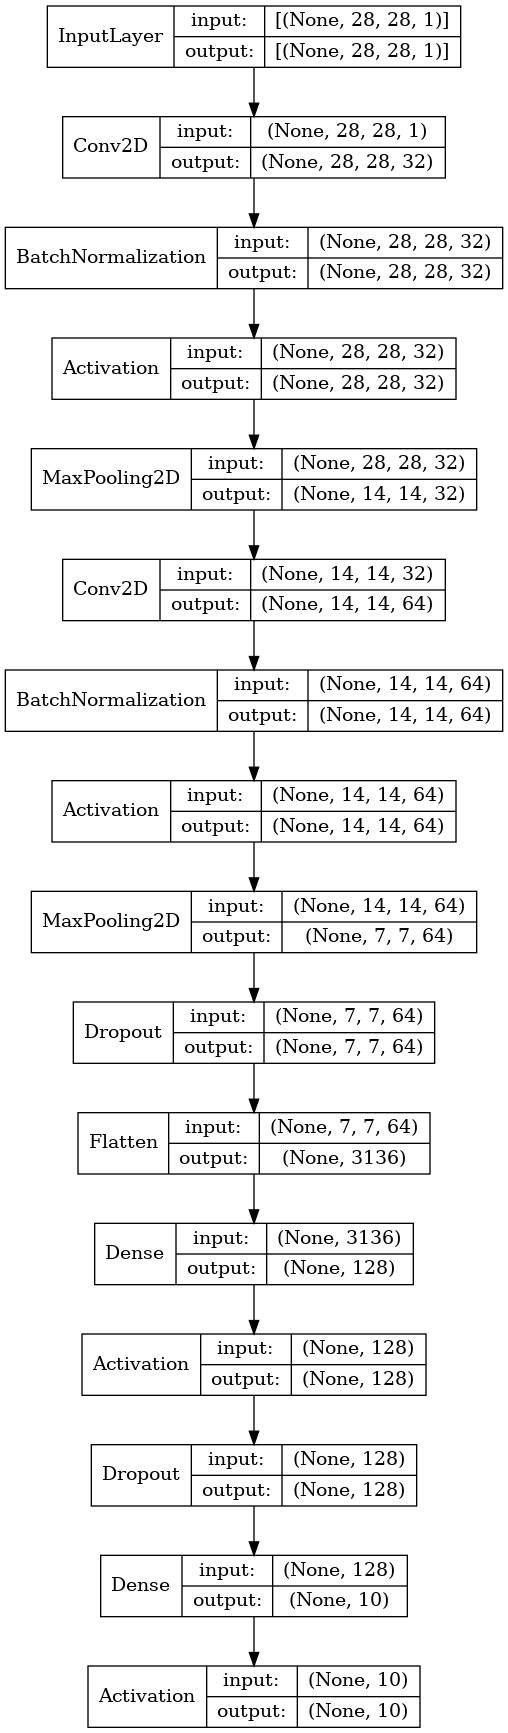 InputLayer input: [(None, 28, 28, 1)]
output: [(None, 28, 28, 1)]
Conv2D input: (None, 28, 28, 1)
output: (None, 28, 28, 32)
BatchNormalization input: (None, 28, 28, 32)
output: (None, 28, 28, 32)
Activation input: (None, 28, 28, 32)
output: (None, 28, 28, 32)
MaxPooling2D input: (None, 28, 28, 32)
output: (None, 14, 14, 32)
Conv2D input: (None, 14, 14, 32)
output: (None, 14, 14, 64)
BatchNormalization input: (None, 14, 14, 64)
output: (None, 14, 14, 64)
Activation input: (None, 14, 14, 64)
output: (None, 14, 14, 64)
MaxPooling2D input: (None, 14, 14, 64)
output: (None, 7, 7, 64)
Dropout input: (None, 7, 7, 64)
output: (None, 7, 7, 64)
Flatten input: (None, 7, 7, 64)
output: (None, 3136)
Dense input: (None, 3136)
output: (None, 128)
Activation input: (None, 128)
output: (None, 128)
Dropout input: (None, 128)
output: (None, 128)
Dense input: (None, 128)
output: (None, 10)
Activation input: (None, 10)
output: (None, 10)